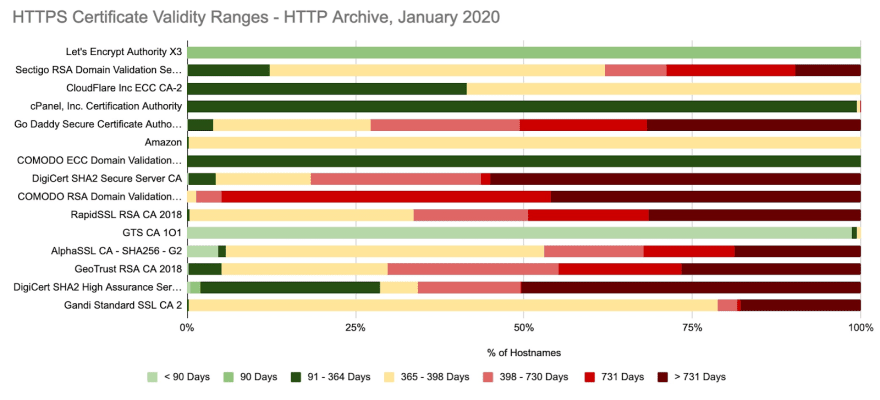 HTTPS Certificate Validity Ranges - HTTP Archive, January 2020
Let's Encrypt Authority X3
Sectigo RSA Domain Validation Se...
CloudFlare Inc ECC CA-2
cPanel, Inc. Certification Authority
Go Daddy Secure Certificate Autho...
Amazon
COMODO ECC Domain Validation...
DigiCert SHA2 Secure Server CA
COMODO RSA Domain Validation...
RapidSSL RSA CA 2018
GTS CA 1O1
AlphaSSL CA - SHA256 - G2
GeoTrust RSA CA 2018
DigiCert SHA2 High Assurance Ser...
Gandi Standard SSL CA 2
0% 25% 50% 75% 100%
% of Hostnames
< 90 Days 90 Days 91 - 364 Days 365 - 398 Days 398 - 730 Days 731 Days > 731 Days